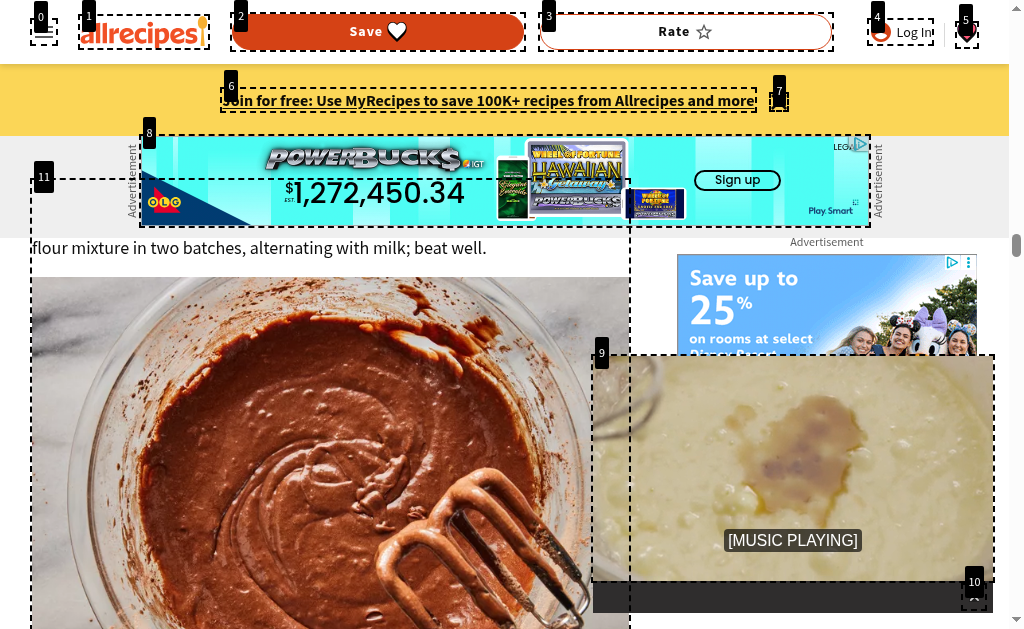 0
1
2
3
4
5
allrecipes
Save
Rate
Log In
6
7
Join for free: Use MyRecipes to save 100K+ recipes from Allrecipes and more
8
Advertisement
POWERBUCK$
IGT
$1,272,450.34
EST.
OLG
WHEEL OF FORTUNE
HAWAIIAN
Getaway
POWERBUCKS
Sign up
LEGAL
Play Smart
Advertisement
11
flour mixture in two batches, alternating with milk; beat well.
Advertisement
Save up to
25%
on rooms at select
9
[MUSIC PLAYING]
10